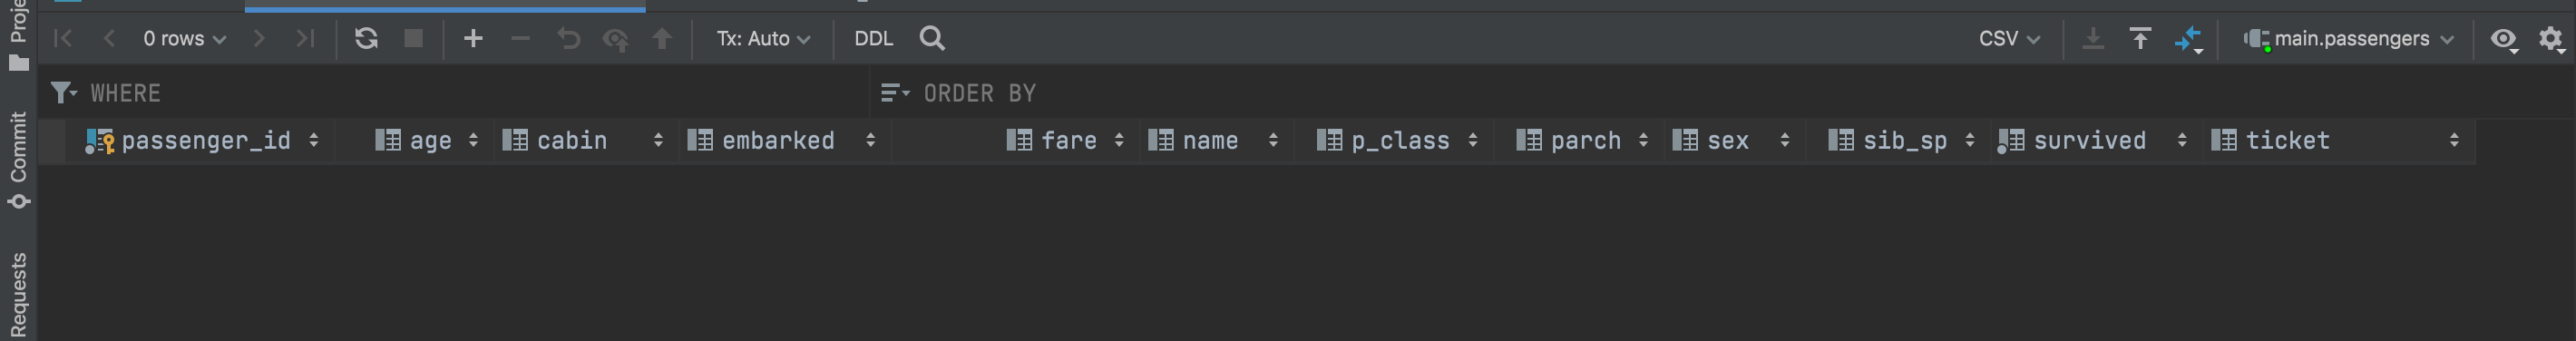 0 rows Tx: Auto DDL CSV main.passengers
WHERE ORDER BY
passenger_id age cabin embarked fare name p_class parch sex sib_sp survived ticket
Commit
Requests